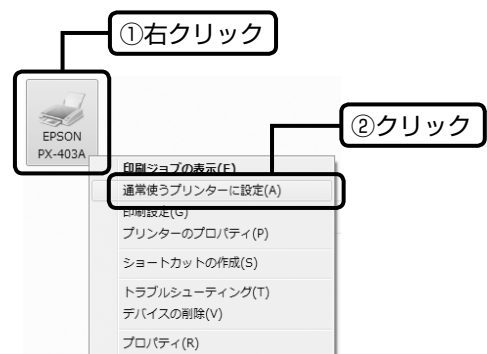 ①右クリック
EPSON
PX-403A
②クリック
印刷ジョブの表示(E)
通常使うプリンターに設定(A)
印刷設定(G)
プリンターのプロパティ(P)
ショートカットの作成(S)
トラブルシューティング(T)
デバイスの削除(V)
プロパティ(R)